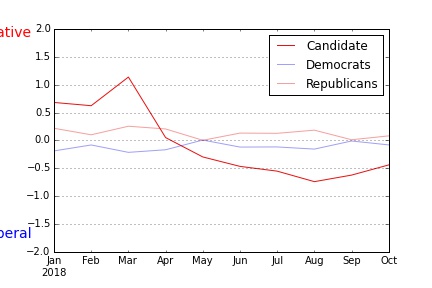 2.0
ative
1.5
1.0
0.5
0.0
−0.5
−1.0
−1.5
beral
−2.0
Candidate
Democrats
Republicans
Jan Feb Mar Apr May Jun Jul Aug Sep Oct
2018